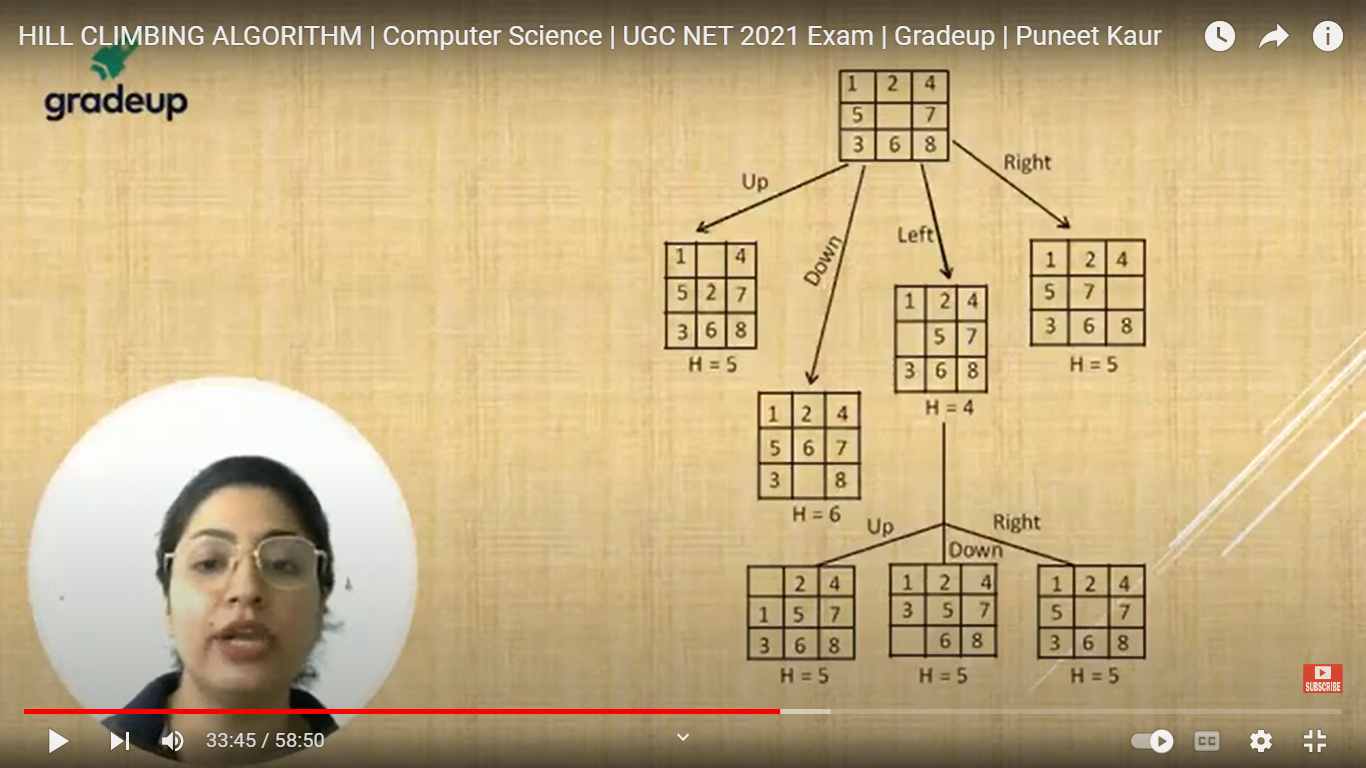 HILL CLIMBING ALGORITHM | Computer Science | UGC NET 2021 Exam | Gradeup | Puneet Kaur
gradeup
1 2 4
5 7
3 6 8
Up
Down
Left
Right
1 4
5 2 7
3 6 8
H = 5
1 2 4
5 6 7
3 8
H = 6
1 2 4
5 7
3 6 8
H = 4
1 2 4
5 7
3 6 8
H = 5
Up
Down
Right
2 4
1 5 7
3 6 8
H = 5
1 2 4
3 5 7
6 8
H = 5
1 2 4
5 7
3 6 8
H = 5
SUBSCRIBE
33:45 / 58:50
CC